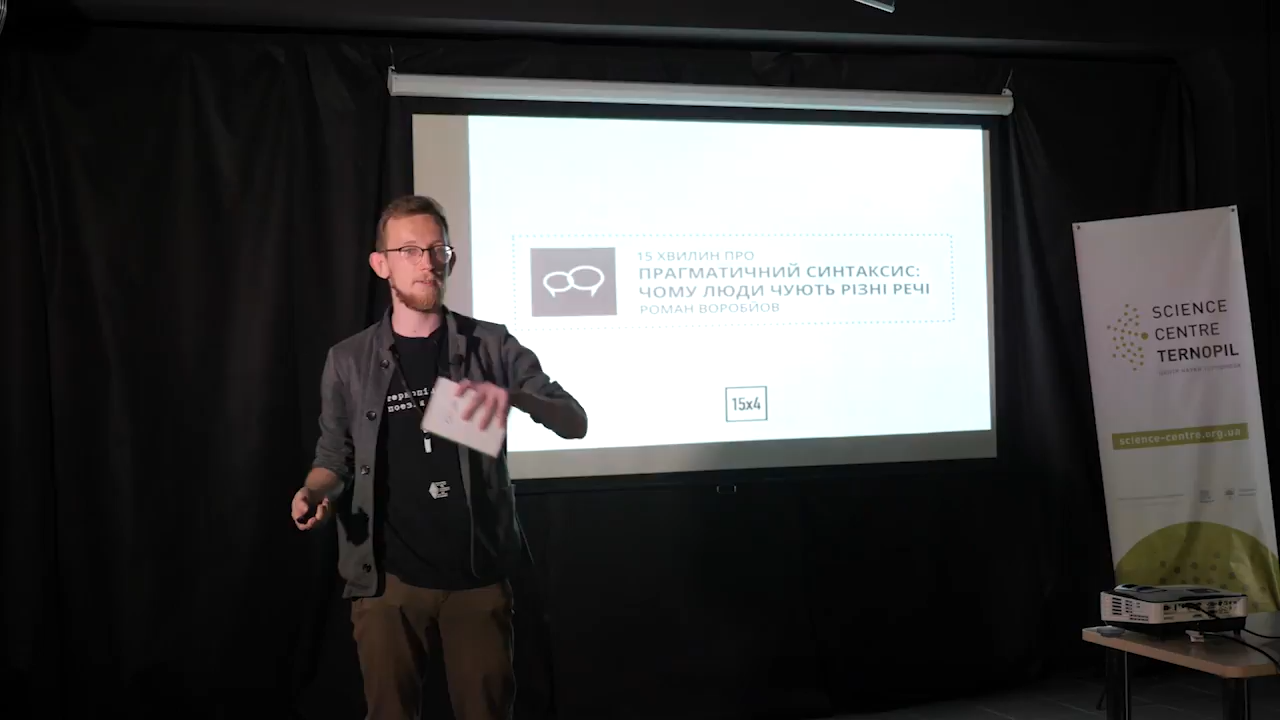 15 ХВИЛИН ПРО
ПРАГМАТИЧНИЙ СИНТАКСИС:
ЧОМУ ЛЮДИ ЧУЮТЬ РІЗНІ РЕЧІ
РОМАН ВОРОБЙОВ
15x4
SCIENCE
CENTRE
TERNOPIL
science-centre.org.ua